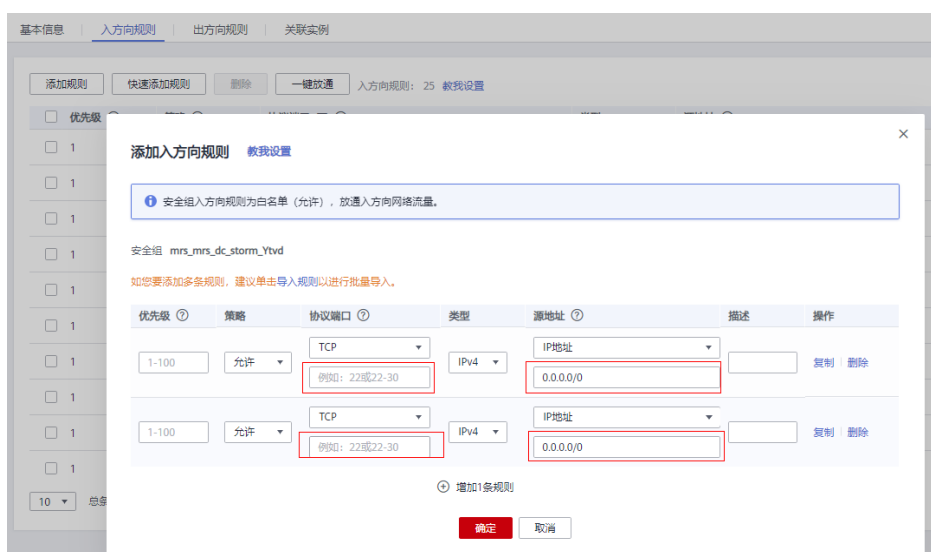 基本信息 入方向规则 出方向规则 关联实例
添加规则 快速添加规则 删除 一键放通 入方向规则: 25 教我设置
优先级
1
添加入方向规则 教我设置
1
安全组入方向规则为白名单（允许），放通入方向网络流量。
1
安全组 mrs_mrs_dc_storm_Ytvd
1
如您要添加多条规则，建议单击导入规则以进行批量导入。
1
优先级 策略 协议端口 类型 源地址 描述 操作
1
TCP IP地址
1-100 允许 IPv4 复制 删除
1
例如：22或22-30 0.0.0.0/0
1
TCP IP地址
1
1-100 允许 IPv4 复制 删除
例如：22或22-30 0.0.0.0/0
1
增加1条规则
10 总条
确定 取消